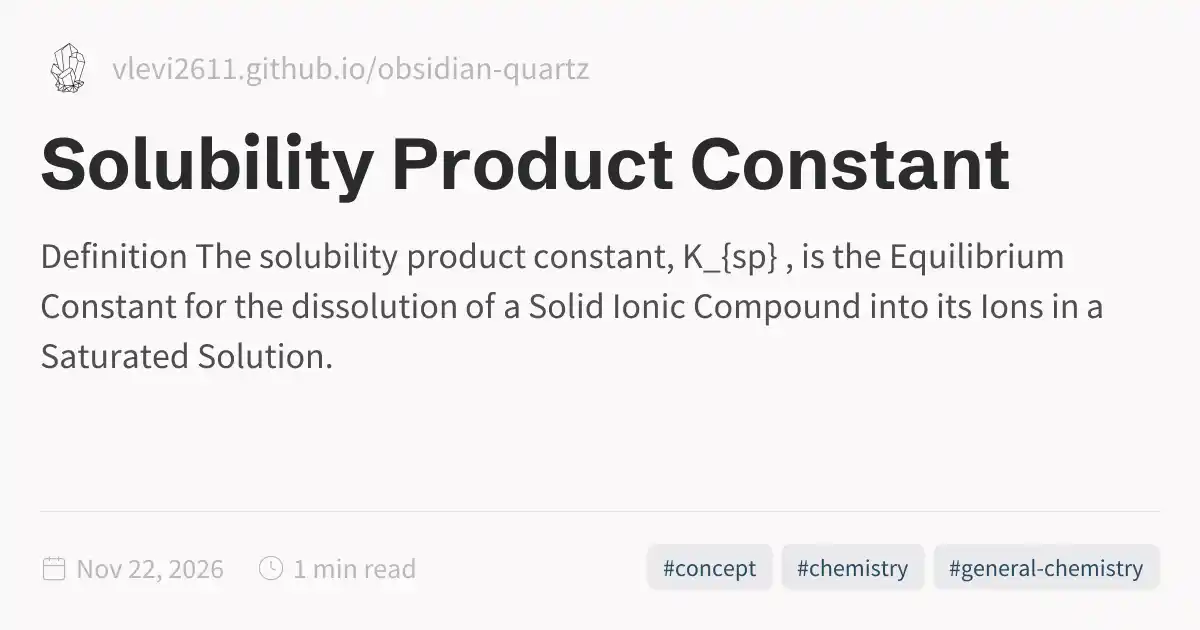 vlevi2611.github.io/obsidian-quartz
Solubility Product Constant
Definition The solubility product constant, K_{sp} , is the Equilibrium
Constant for the dissolution of a Solid Ionic Compound into its Ions in a
Saturated Solution.
Nov 22, 2026 1 min read #concept #chemistry #general-chemistry